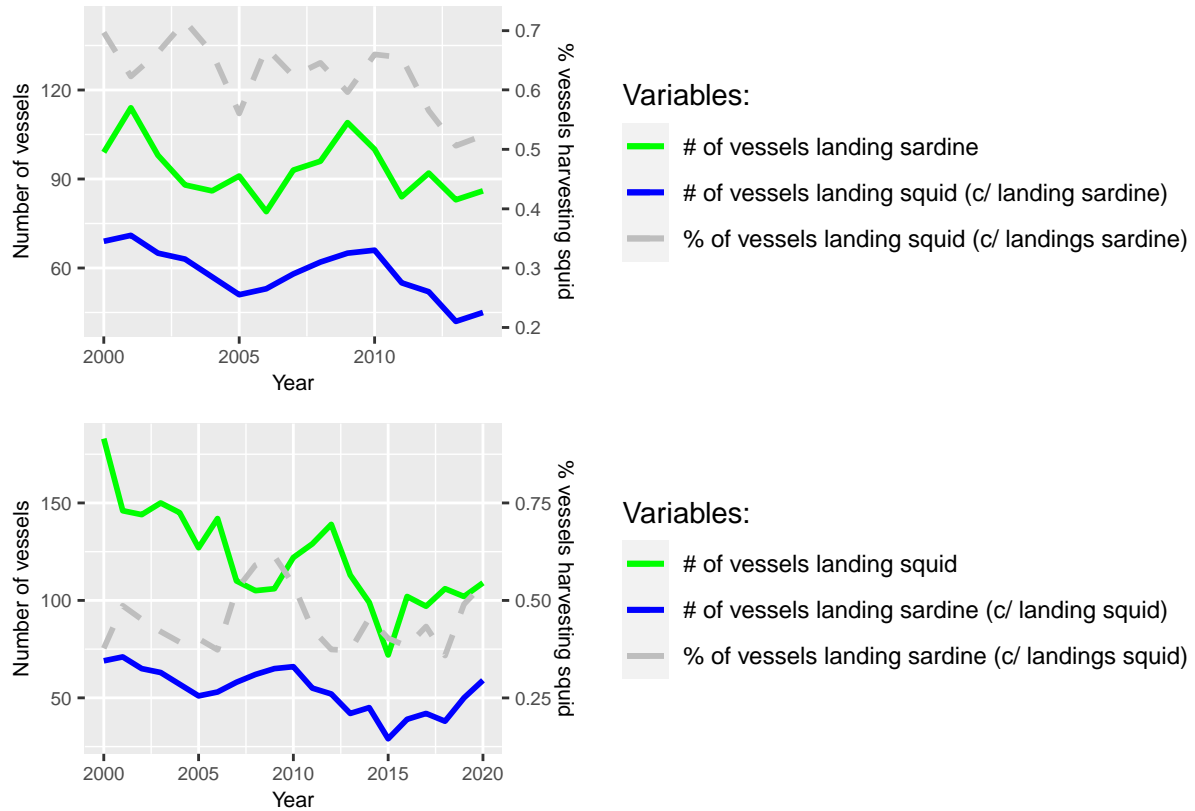 Number of vessels
120
90
60
0.7
0.6
0.5
0.4
0.3
0.2
% vessels harvesting squid
2000
2005
2010
Year
Variables:
# of vessels landing sardine
# of vessels landing squid (c/ landing sardine)
% of vessels landing squid (c/ landings sardine)
Number of vessels
150
100
50
0.75
0.50
0.25
% vessels harvesting squid
2000
2005
2010
2015
2020
Year
Variables:
# of vessels landing squid
# of vessels landing sardine (c/ landing squid)
% of vessels landing sardine (c/ landings squid)